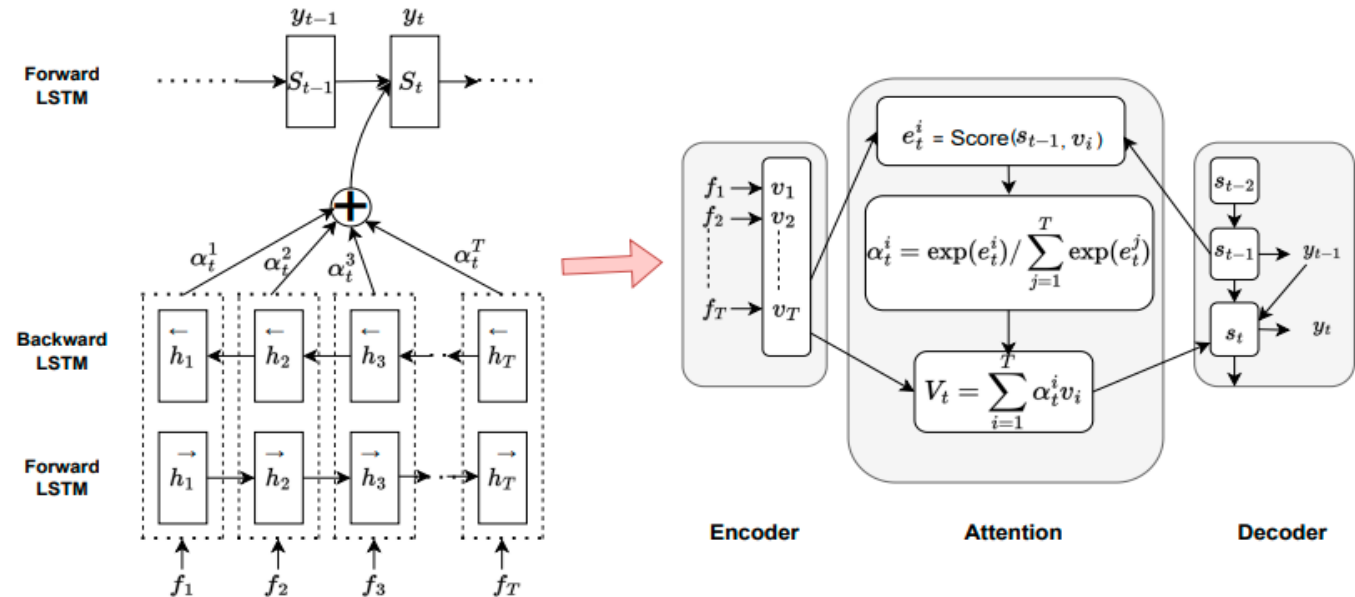 y_{t-1} y_t
Forward LSTM
S_{t-1} S_t
α_t^1 α_t^2 α_t^3 α_t^T
Backward LSTM
←h_1 ←h_2 ←h_3 ←h_T
Forward LSTM
→h_1 →h_2 →h_3 →h_T
f_1 f_2 f_3 f_T
f_1 v_1
f_2 v_2
f_T v_T
Encoder
e_t^i = Score(s_{t-1}, v_i)
α_t^i = exp(e_t^i)/ ∑_{j=1}^{T} exp(e_t^j)
V_t = ∑_{i=1}^{T} α_t^i v_i
Attention
s_{t-2}
s_{t-1} y_{t-1}
s_t y_t
Decoder